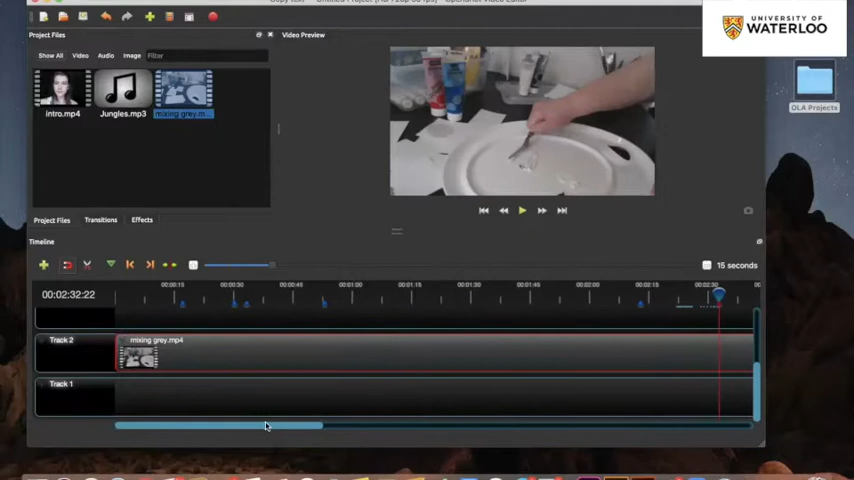 UNIVERSITY OF
WATERLOO
Project Files
Video Preview
Show All
Video
Audio
Image
Filter
intro.mp4
Jungles.mp3
mixing grey.m...
OLA Projects
Project Files
Transitions
Effects
Timeline
15 seconds
00:02:32:22
00:00:15
00:00:30
00:00:45
00:01:00
00:01:15
00:01:30
00:01:45
00:02:00
00:02:15
00:02:30
00
Track 2
mixing grey.mp4
Track 1